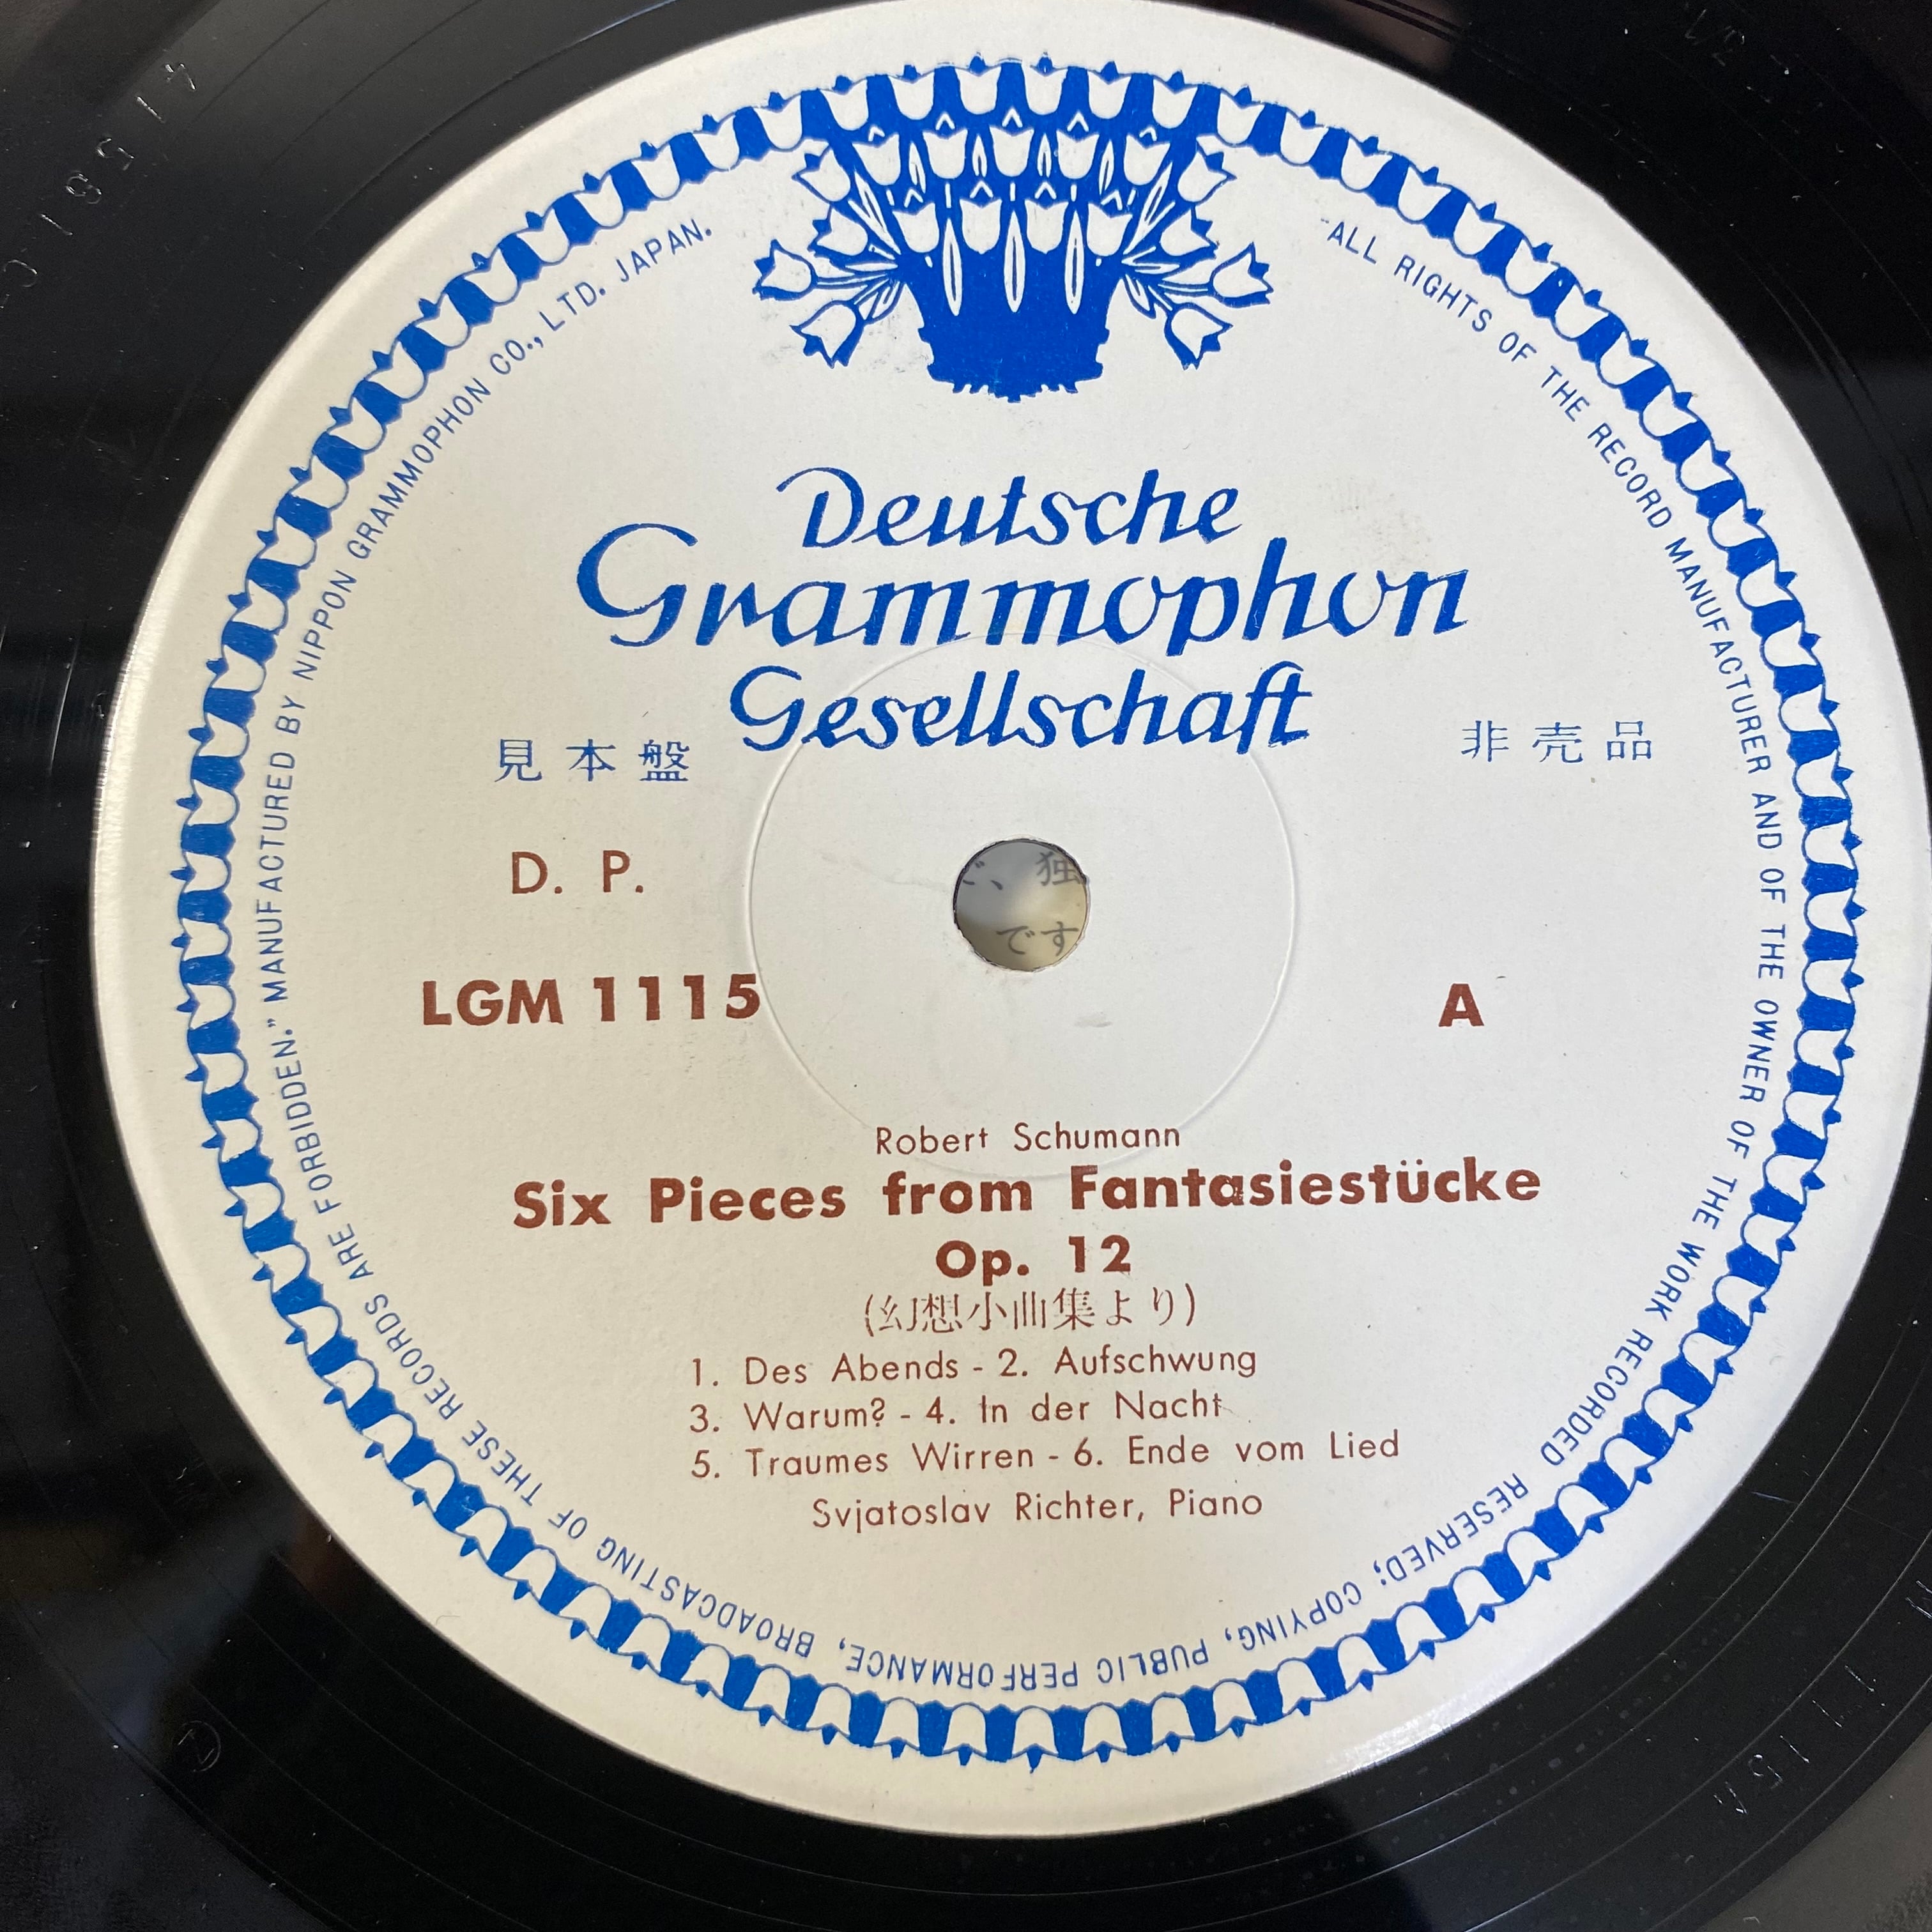 Deutsche
Grammophon
Gesellschaft
見本盤
非売品
D. P.
ど、独
です
LGM 1115
A
Robert Schumann
Six Pieces from Fantasiestücke
Op. 12
(幻想小曲集より)
1. Des Abends - 2. Aufschwung
3. Warum? - 4. In der Nacht
5. Traumes Wirren - 6. Ende vom Lied
Svjatoslav Richter, Piano
"ALL RIGHTS OF THE RECORD MANUFACTURER AND OF THE OWNER OF THE WORK RECORDED RESERVED; COPYING, PUBLIC PERFORMANCE, BROADCASTING OF THESE RECORDS ARE FORBIDDEN." MANUFACTURED BY NIPPON GRAMMOPHON CO., LTD. JAPAN.